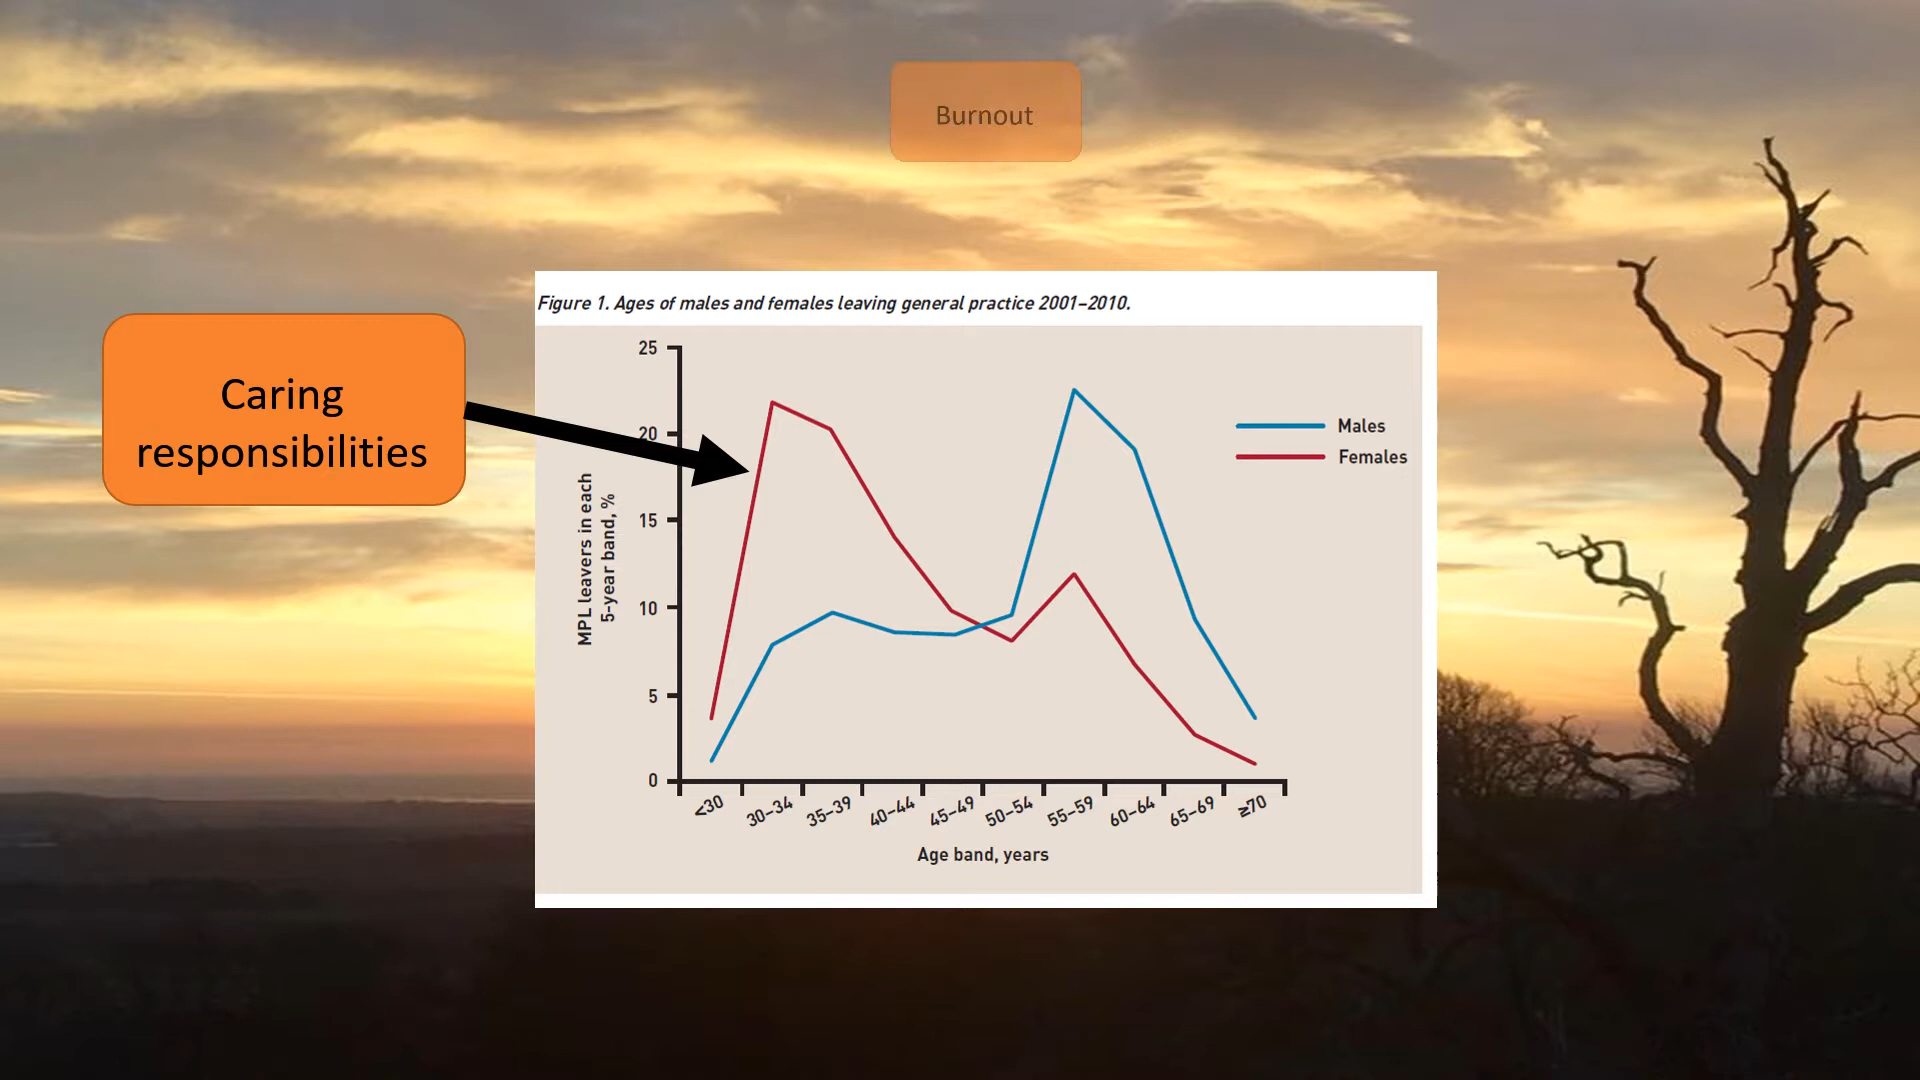 Burnout
Caring
responsibilities
Figure 1. Ages of males and females leaving general practice 2001–2010.
25
20
15
10
5
0
MPL leavers in each
5-year band, %
Males
Females
<30
30–34
35–39
40–44
45–49
50–54
55–59
60–64
65–69
≥70
Age band, years